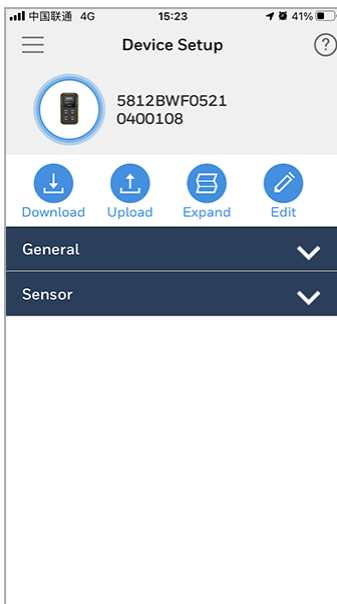 中国联通 4G 15:23 41%
Device Setup
?
5812BWF0521
0400108
Download Upload Expand Edit
General
Sensor